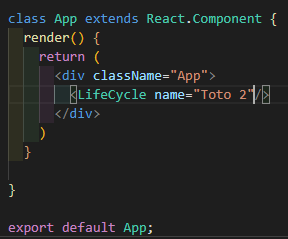 class App extends React.Component {
render() {
return (
<div className="App">
<LifeCycle name="Toto 2"/>
</div>
)
}
}
export default App;